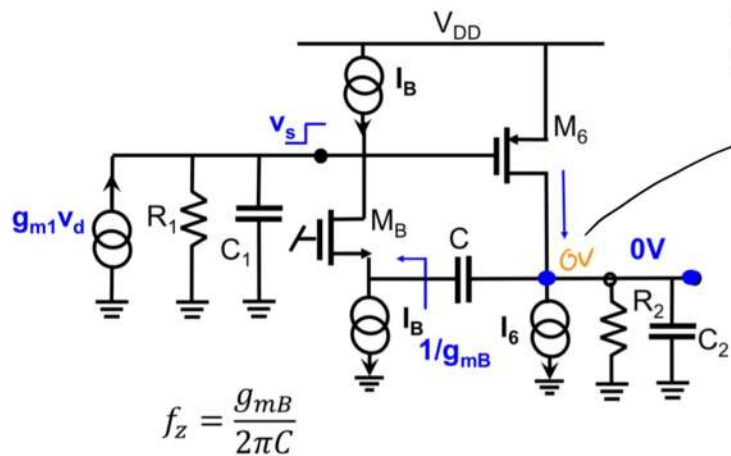 V_DD
I_B
v_s
M_6
g_m1 v_d
R_1
C_1
M_B
C
0V
0V
I_B
1/g_mB
I_6
R_2
C_2
f_z = g_mB / 2πC